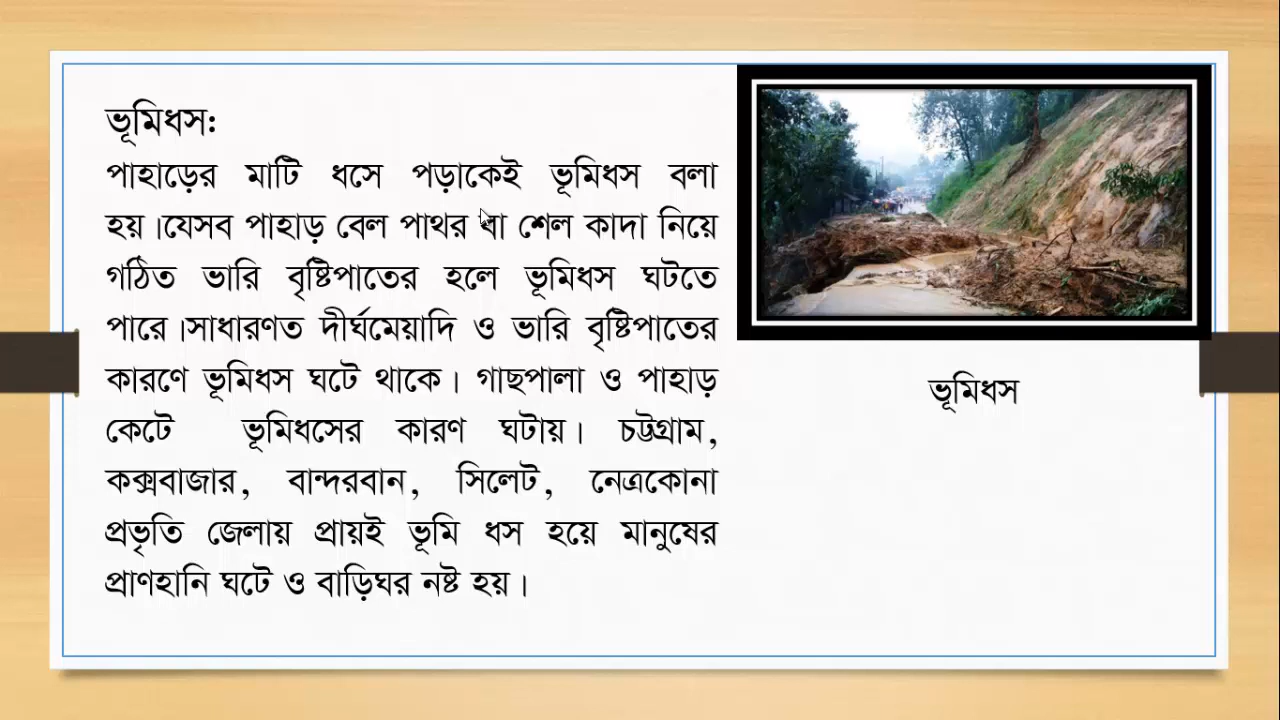 ভূমিধস:
পাহাড়ের মাটি ধসে পড়াকেই ভূমিধস বলা
হয়।যেসব পাহাড় বেল পাথর বা শেল কাদা নিয়ে
গঠিত ভারি বৃষ্টিপাতের হলে ভূমিধস ঘটতে
পারে।সাধারণত দীর্ঘমেয়াদি ও ভারি বৃষ্টিপাতের
কারণে ভূমিধস ঘটে থাকে। গাছপালা ও পাহাড়
কেটে ভূমিধসের কারণ ঘটায়। চট্টগ্রাম,
কক্সবাজার, বান্দরবান, সিলেট, নেত্রকোনা
প্রভৃতি জেলায় প্রায়ই ভূমি ধস হয়ে মানুষের
প্রাণহানি ঘটে ও বাড়িঘর নষ্ট হয়।
ভূমিধস